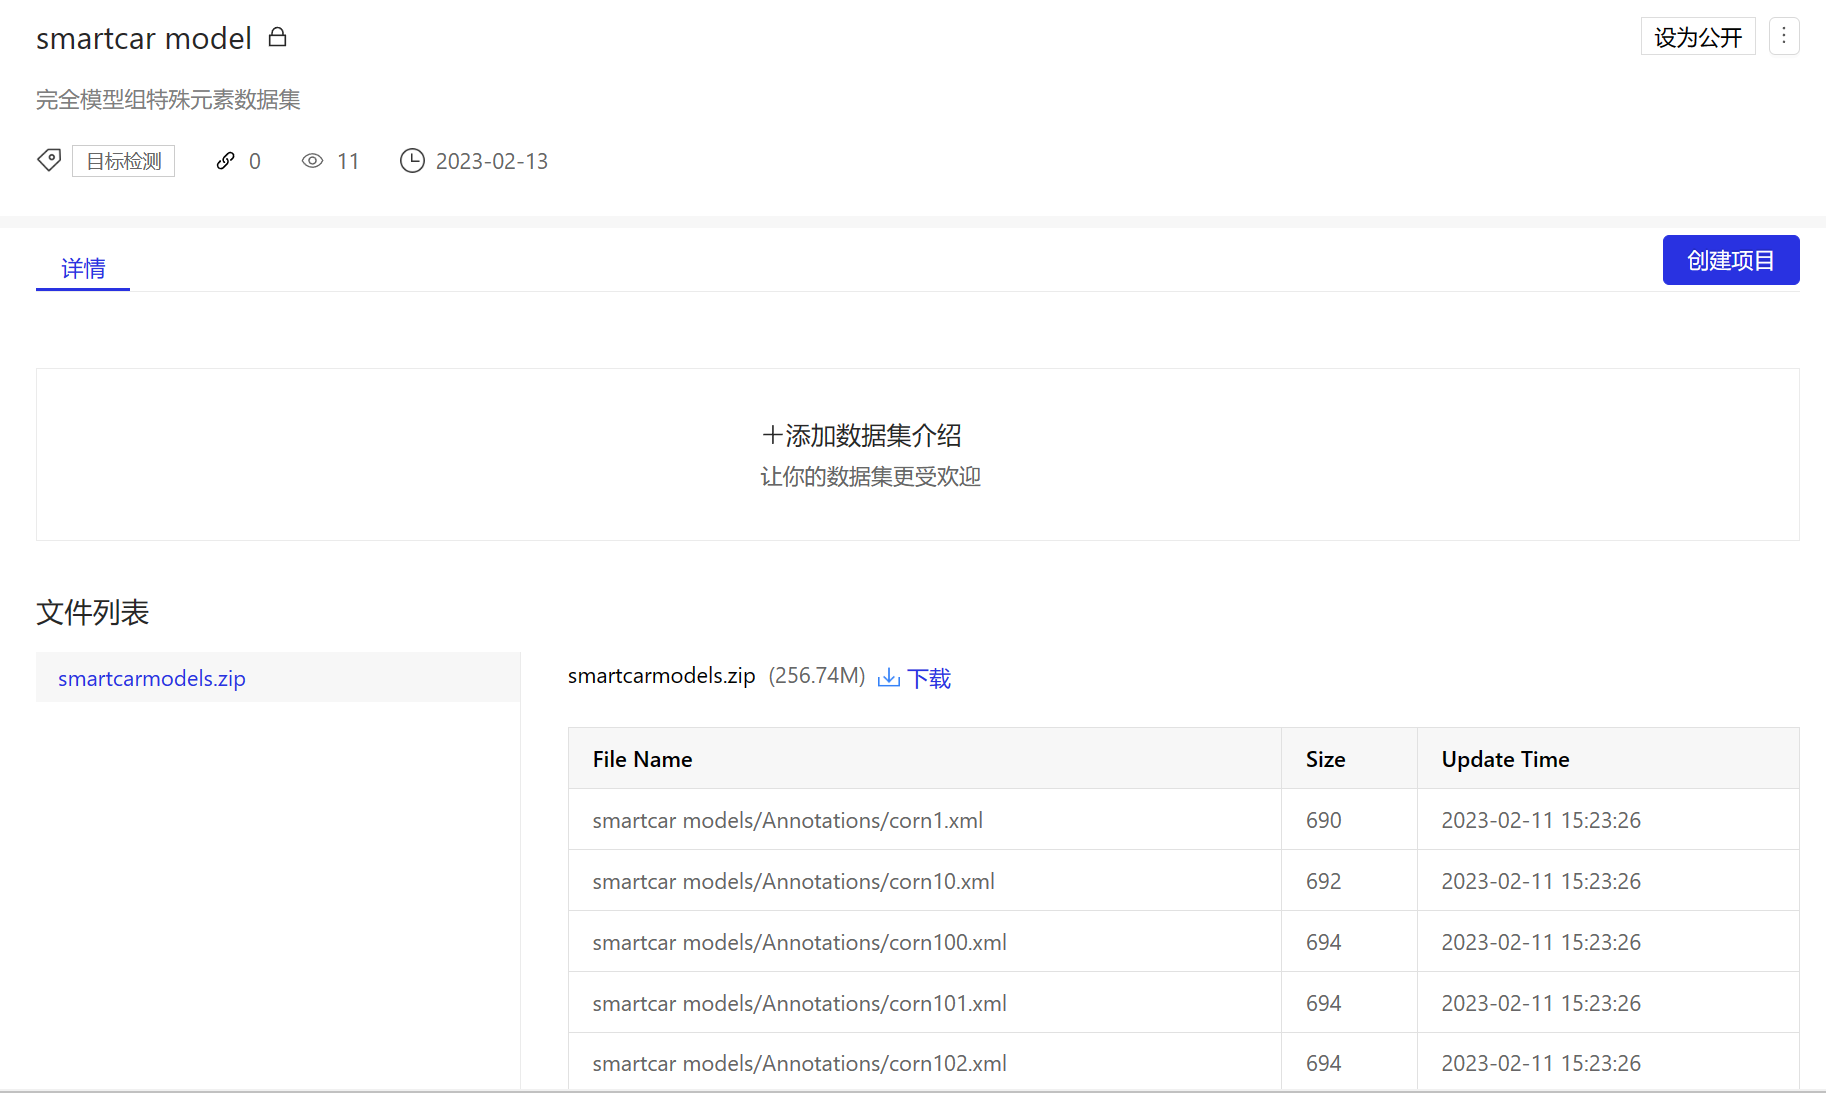 smartcar model
设为公开
完全模型组特殊元素数据集
目标检测 0 11 2023-02-13
详情
创建项目
+添加数据集介绍
让你的数据集更受欢迎
文件列表
smartcarmodels.zip
smartcarmodels.zip (256.74M) 下载
File Name Size Update Time
smartcar models/Annotations/corn1.xml 690 2023-02-11 15:23:26
smartcar models/Annotations/corn10.xml 692 2023-02-11 15:23:26
smartcar models/Annotations/corn100.xml 694 2023-02-11 15:23:26
smartcar models/Annotations/corn101.xml 694 2023-02-11 15:23:26
smartcar models/Annotations/corn102.xml 694 2023-02-11 15:23:26